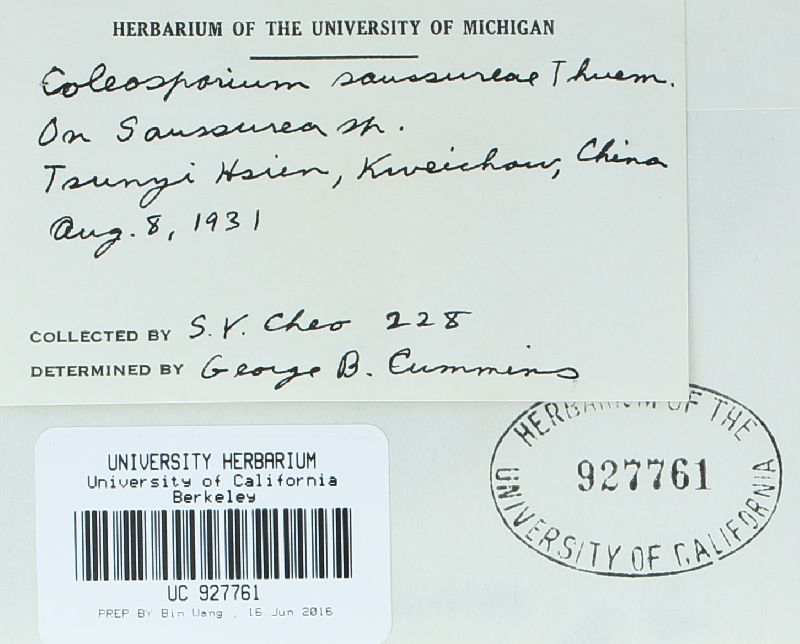 HERBARIUM OF THE UNIVERSITY OF MICHIGAN
Coleosporium saussureae Thuem.
On Saussurea sp.
Tsunyi Hsien, Kweichow, China
Aug. 8, 1931
COLLECTED BY S. Y. Cheo 228
DETERMINED BY George B. Cummins
UNIVERSITY HERBARIUM
University of California
Berkeley
UC 927761
PREP BY Bin Wang , 16 Jun 2016
HERBARIUM OF THE
927761
UNIVERSITY OF CALIFORNIA